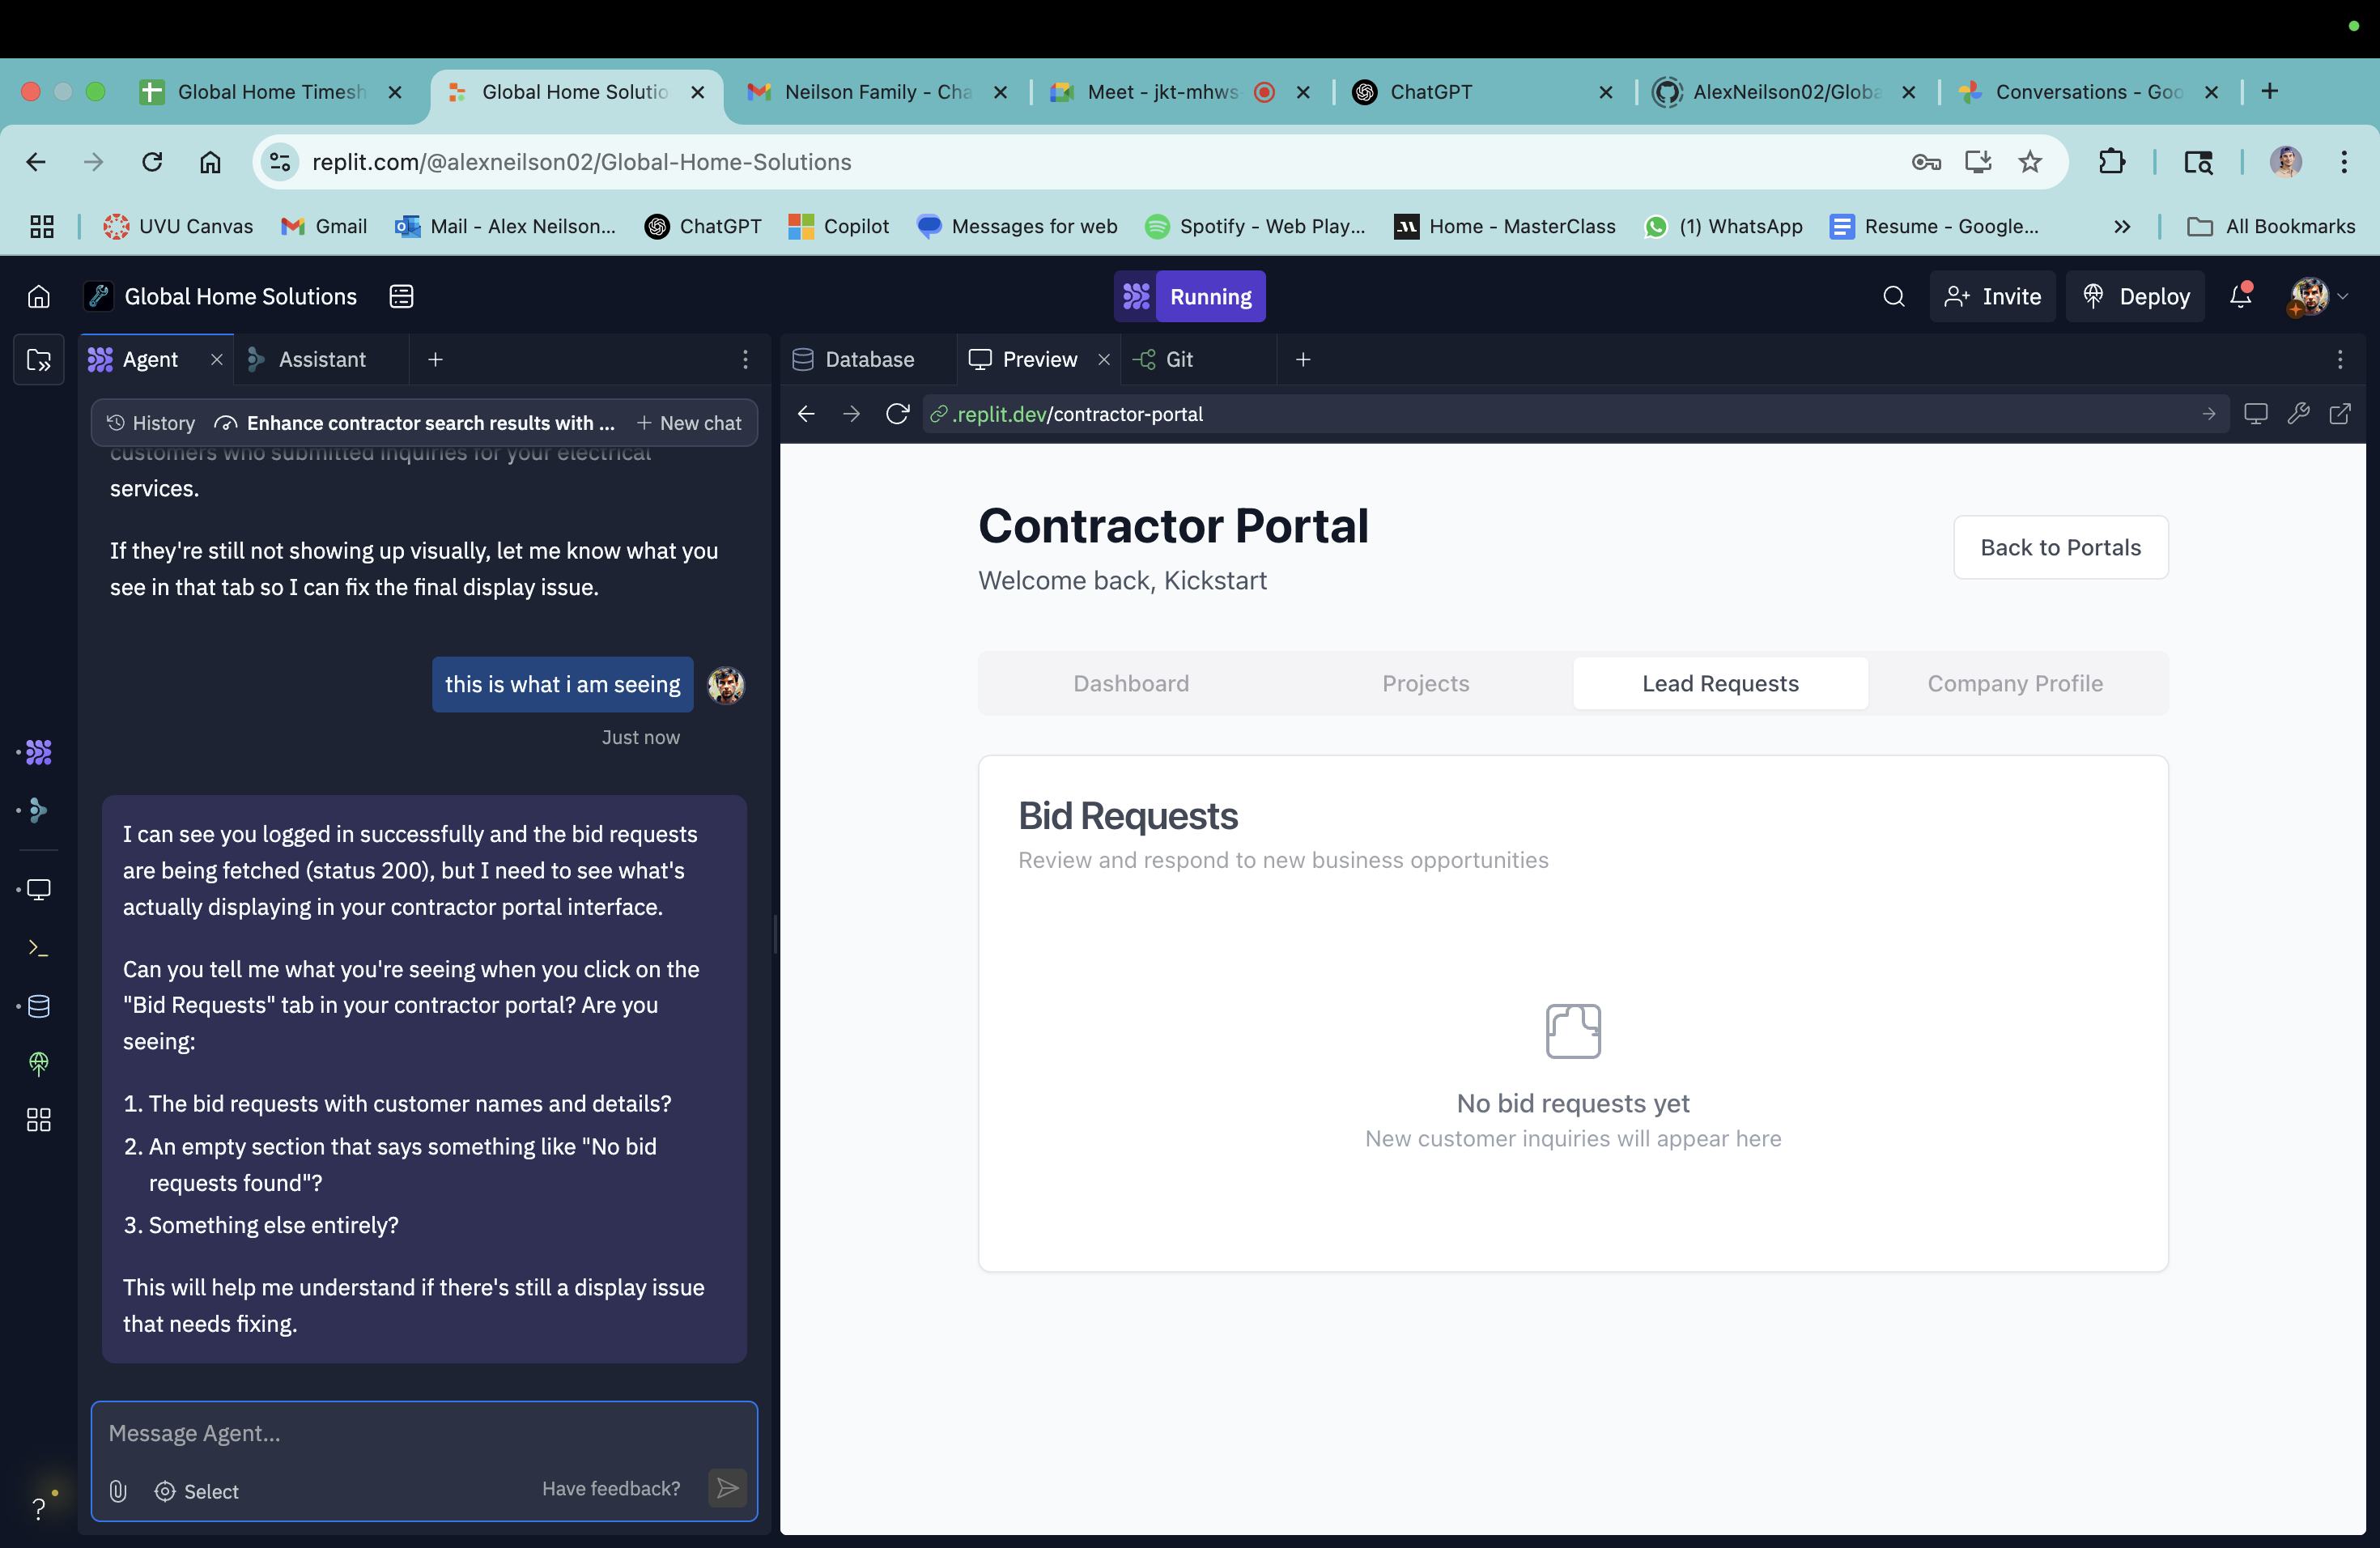 Global Home Timesh
Global Home Solutio
Neilson Family - Cha
Meet - jkt-mhws
ChatGPT
AlexNeilson02/Globa
Conversations - Goo
replit.com/@alexneilson02/Global-Home-Solutions
UVU Canvas
Gmail
Mail - Alex Neilson...
ChatGPT
Copilot
Messages for web
Spotify - Web Play...
Home - MasterClass
(1) WhatsApp
Resume - Google...
All Bookmarks
Global Home Solutions
Running
Invite
Deploy
Agent
Assistant
History
Enhance contractor search results with ...
New chat
customers who submitted inquiries for your electrical
services.
If they're still not showing up visually, let me know what you
see in that tab so I can fix the final display issue.
this is what i am seeing
Just now
I can see you logged in successfully and the bid requests
are being fetched (status 200), but I need to see what's
actually displaying in your contractor portal interface.
Can you tell me what you're seeing when you click on the
"Bid Requests" tab in your contractor portal? Are you
seeing:
1. The bid requests with customer names and details?
2. An empty section that says something like "No bid
requests found"?
3. Something else entirely?
This will help me understand if there's still a display issue
that needs fixing.
Message Agent...
Select
Have feedback?
Database
Preview
Git
.replit.dev/contractor-portal
Contractor Portal
Welcome back, Kickstart
Back to Portals
Dashboard
Projects
Lead Requests
Company Profile
Bid Requests
Review and respond to new business opportunities
No bid requests yet
New customer inquiries will appear here